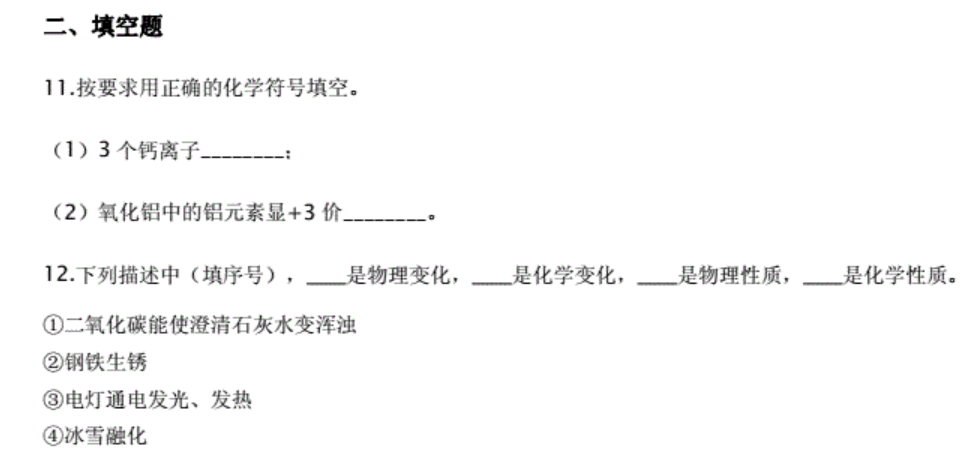 二、填空题
11.按要求用正确的化学符号填空。
（1）3 个钙离子________;
（2）氧化铝中的铝元素显+3 价________。
12.下列描述中（填序号），____是物理变化，____是化学变化，____是物理性质，____是化学性质。
①二氧化碳能使澄清石灰水变浑浊
②钢铁生锈
③电灯通电发光、发热
④冰雪融化